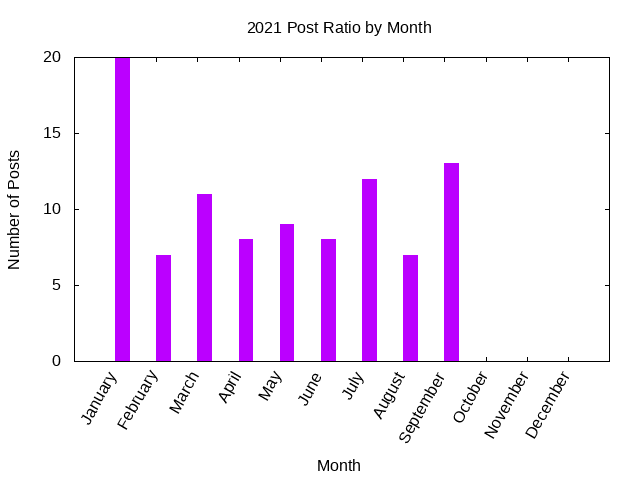 2021 Post Ratio by Month
20
15
10
5
0
Number of Posts
January
February
March
April
May
June
July
August
September
October
November
December
Month